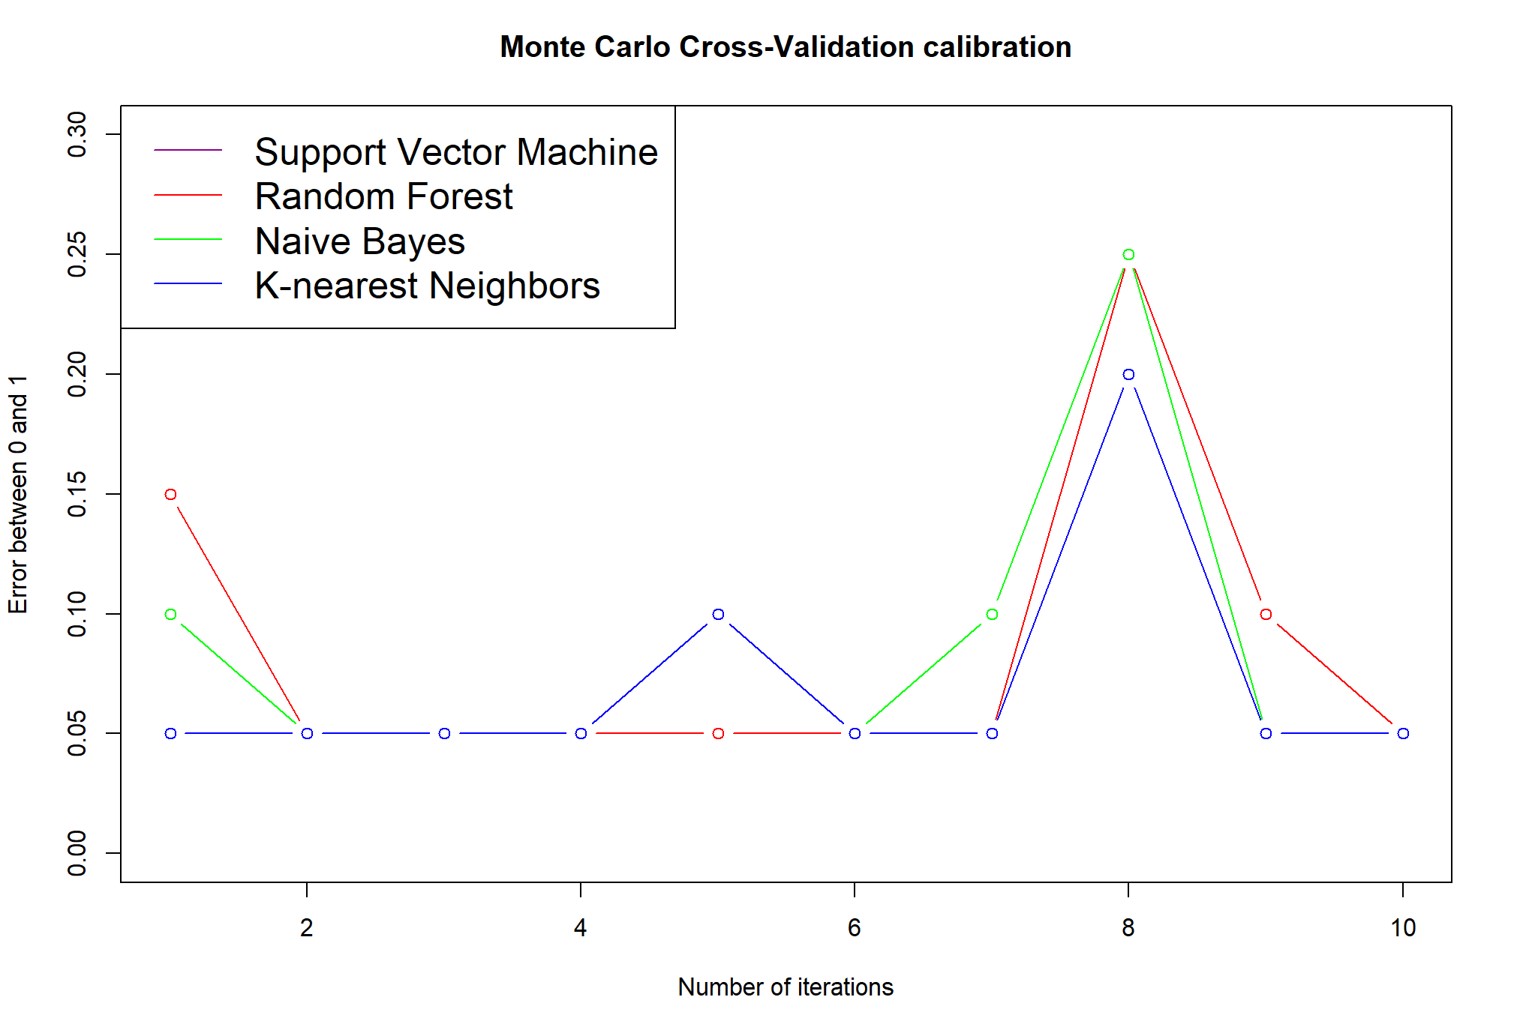 Monte Carlo Cross-Validation calibration
Support Vector Machine
Random Forest
Naive Bayes
K-nearest Neighbors
Error between 0 and 1
0.30
0.25
0.20
0.15
0.10
0.05
0.00
2 4 6 8 10
Number of iterations